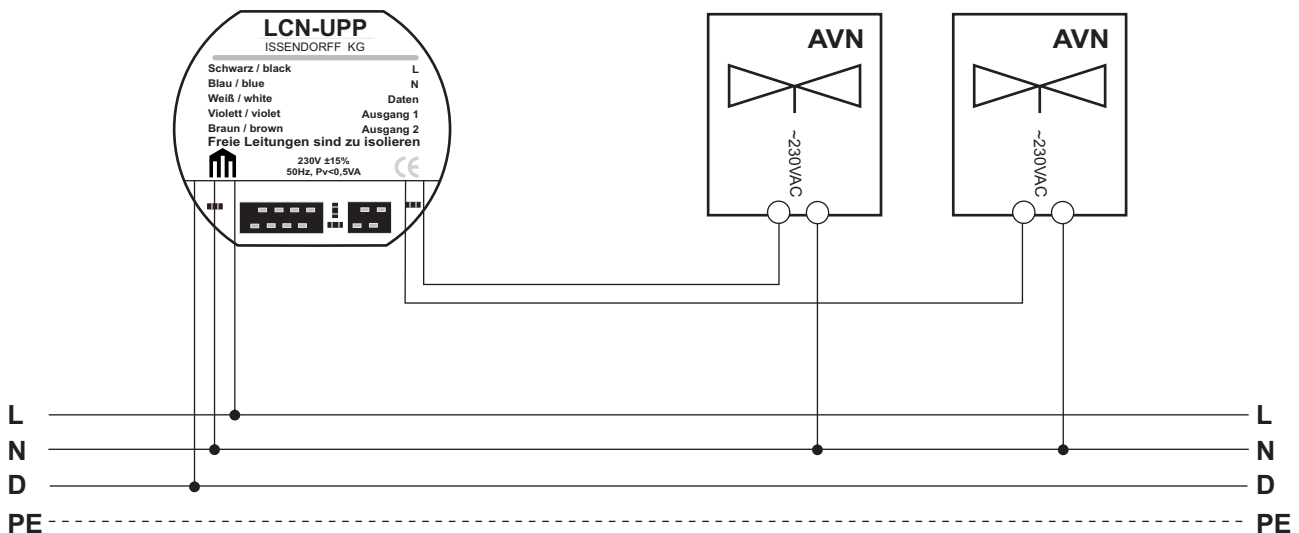 LCN-UPP
ISSENDORFF KG
Schwarz / black L
Blau / blue N
Weiß / white Daten
Violett / violet Ausgang 1
Braun / brown Ausgang 2
Freie Leitungen sind zu isolieren
230V ±15%
50Hz, Pv<0,5VA
CE
AVN
~230VAC
AVN
~230VAC
L L
N N
D D
PE PE